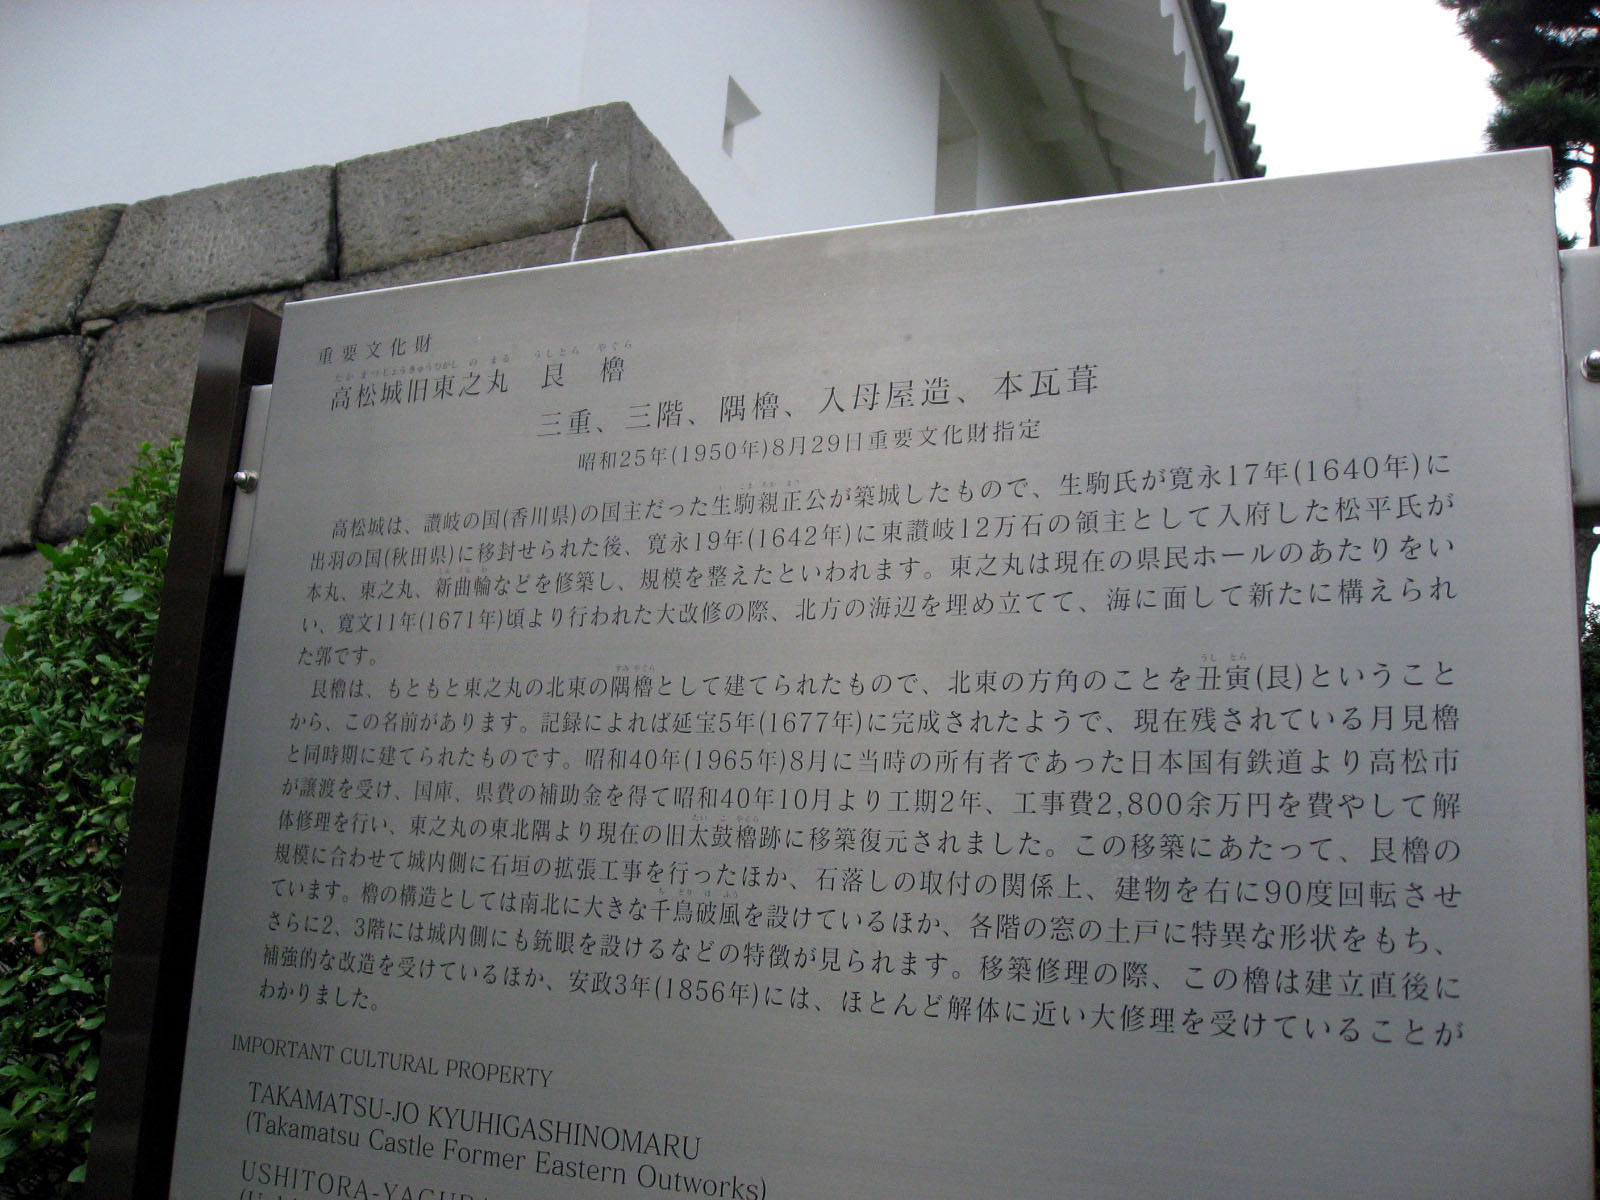 重要文化財
高松城旧東之丸 艮櫓
三重、三階、隅櫓、入母屋造、本瓦葺
昭和25年(1950年)8月29日重要文化財指定
高松城は、讃岐の国(香川県)の国主だった生駒親正公が築城したもので、生駒氏が寛永17年(1640年)に
出羽の国(秋田県)に移封せられた後、寛永19年(1642年)に東讃岐12万石の領主として入府した松平氏が
本丸、東之丸、新曲輪などを修築し、規模を整えたといわれます。東之丸は現在の県民ホールのあたりをい
い、寛文11年(1671年)頃より行われた大改修の際、北方の海辺を埋め立てて、海に面して新たに構えられ
た郭です。
艮櫓は、もともと東之丸の北東の隅櫓として建てられたもので、北東の方角のことを丑寅(艮)ということ
から、この名前があります。記録によれば延宝5年(1677年)に完成されたようで、現在残されている月見櫓
と同時期に建てられたものです。昭和40年(1965年)8月に当時の所有者であった日本国有鉄道より高松市
が譲渡を受け、国庫、県費の補助金を得て昭和40年10月より工期2年、工事費2,800余万円を費やして解
体修理を行い、東之丸の東北隅より現在の旧太鼓櫓跡に移築復元されました。この移築にあたって、艮櫓の
規模に合わせて城内側に石垣の拡張工事を行ったほか、石落しの取付の関係上、建物を右に90度回転させ
ています。櫓の構造としては南北に大きな千鳥破風を設けているほか、各階の窓の土戸に特異な形状をもち、
さらに2、3階には城内側にも銃眼を設けるなどの特徴が見られます。移築修理の際、この櫓は建立直後に
補強的な改造を受けているほか、安政3年(1856年)には、ほとんど解体に近い大修理を受けていることが
わかりました。
IMPORTANT CULTURAL PROPERTY
TAKAMATSU-JO KYUHIGASHINOMARU
(Takamatsu Castle Former Eastern Outworks)
USHITORA-YAGURA